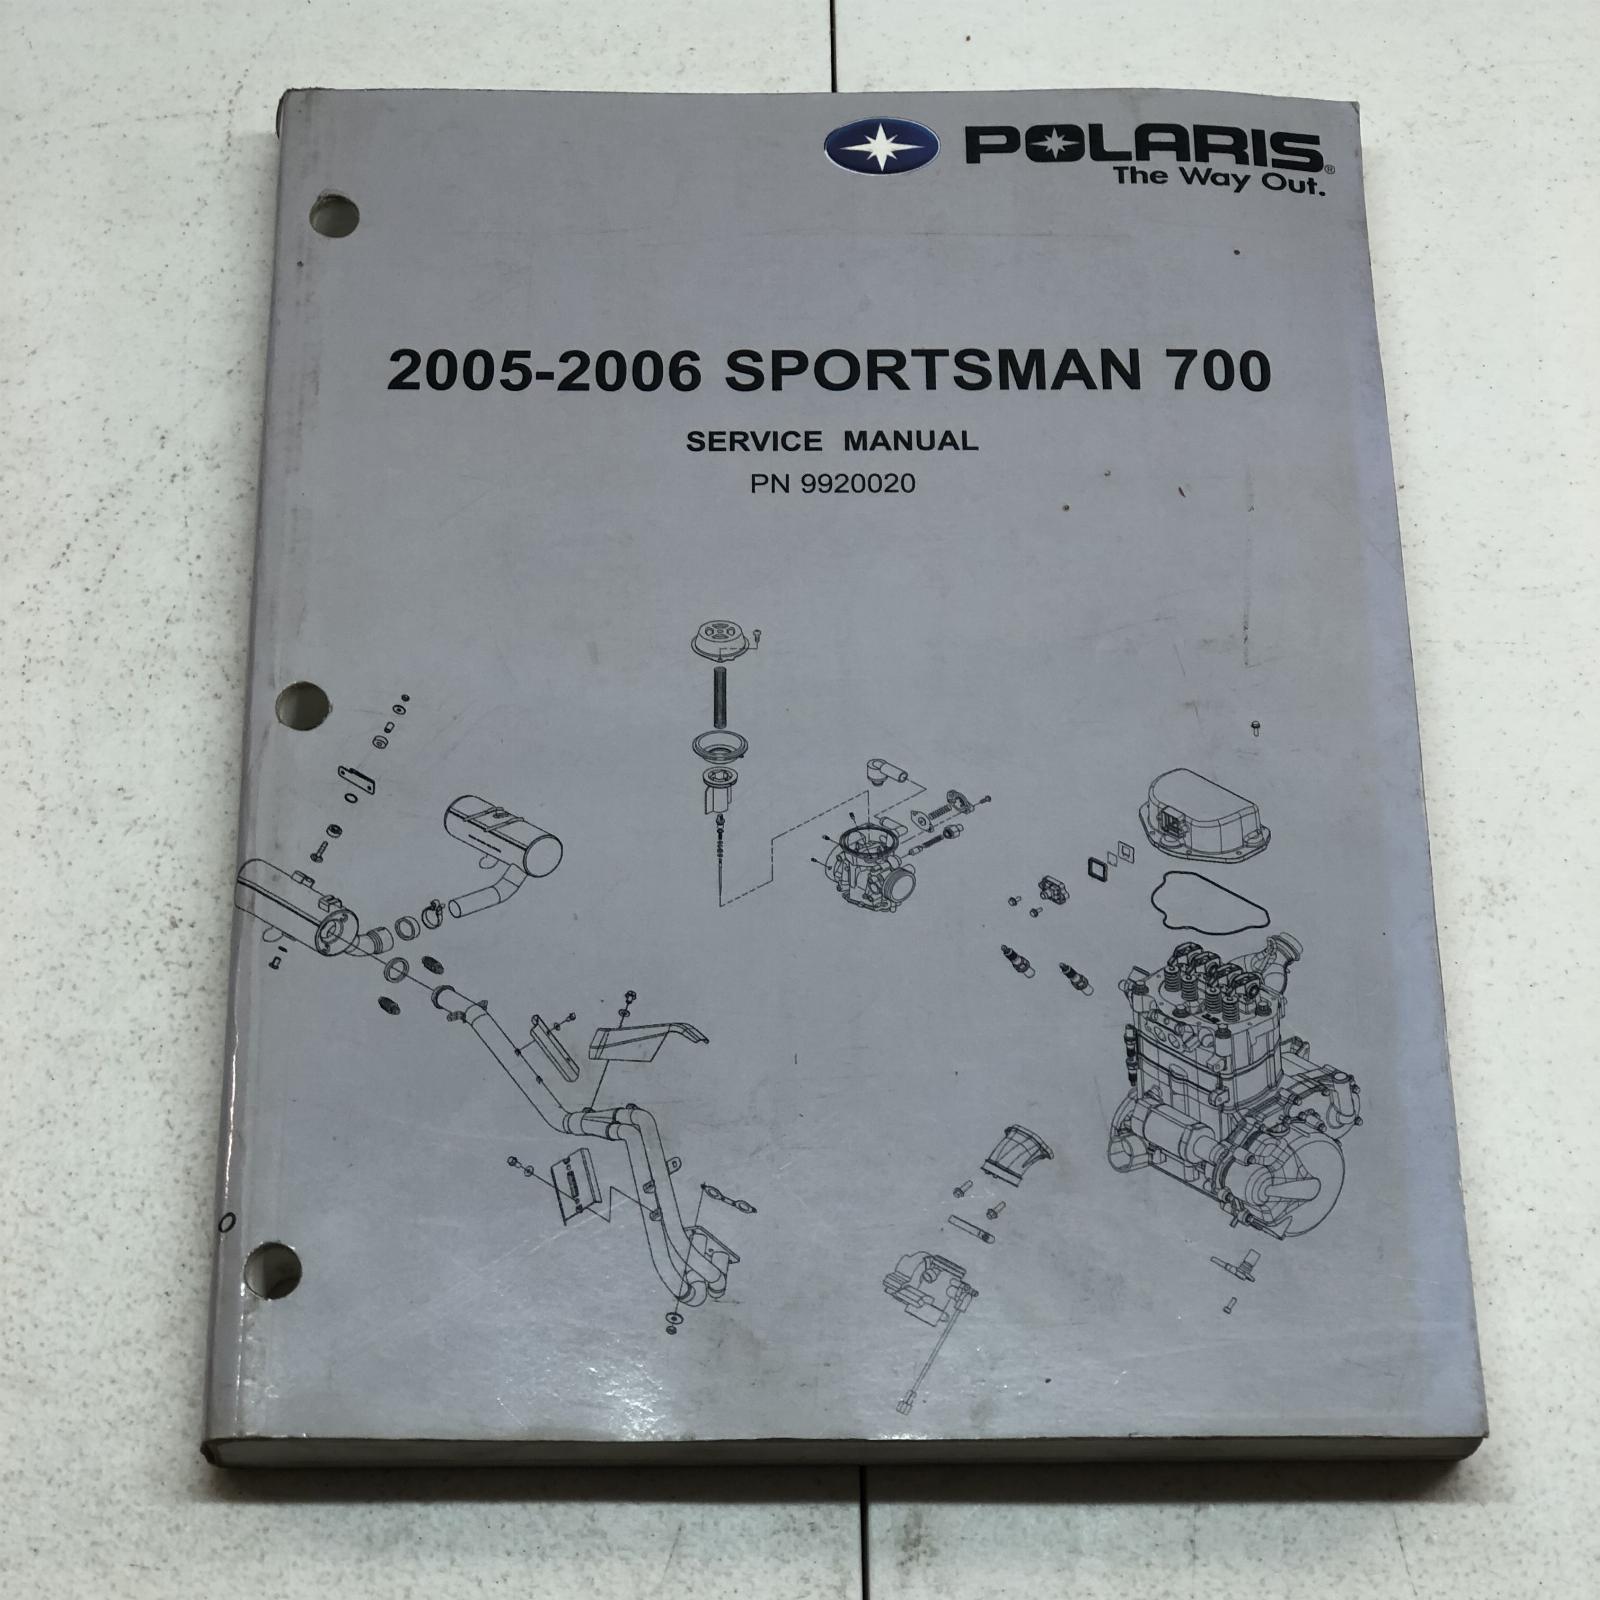 POLARIS®
The Way Out.
2005-2006 SPORTSMAN 700
SERVICE MANUAL
PN 9920020